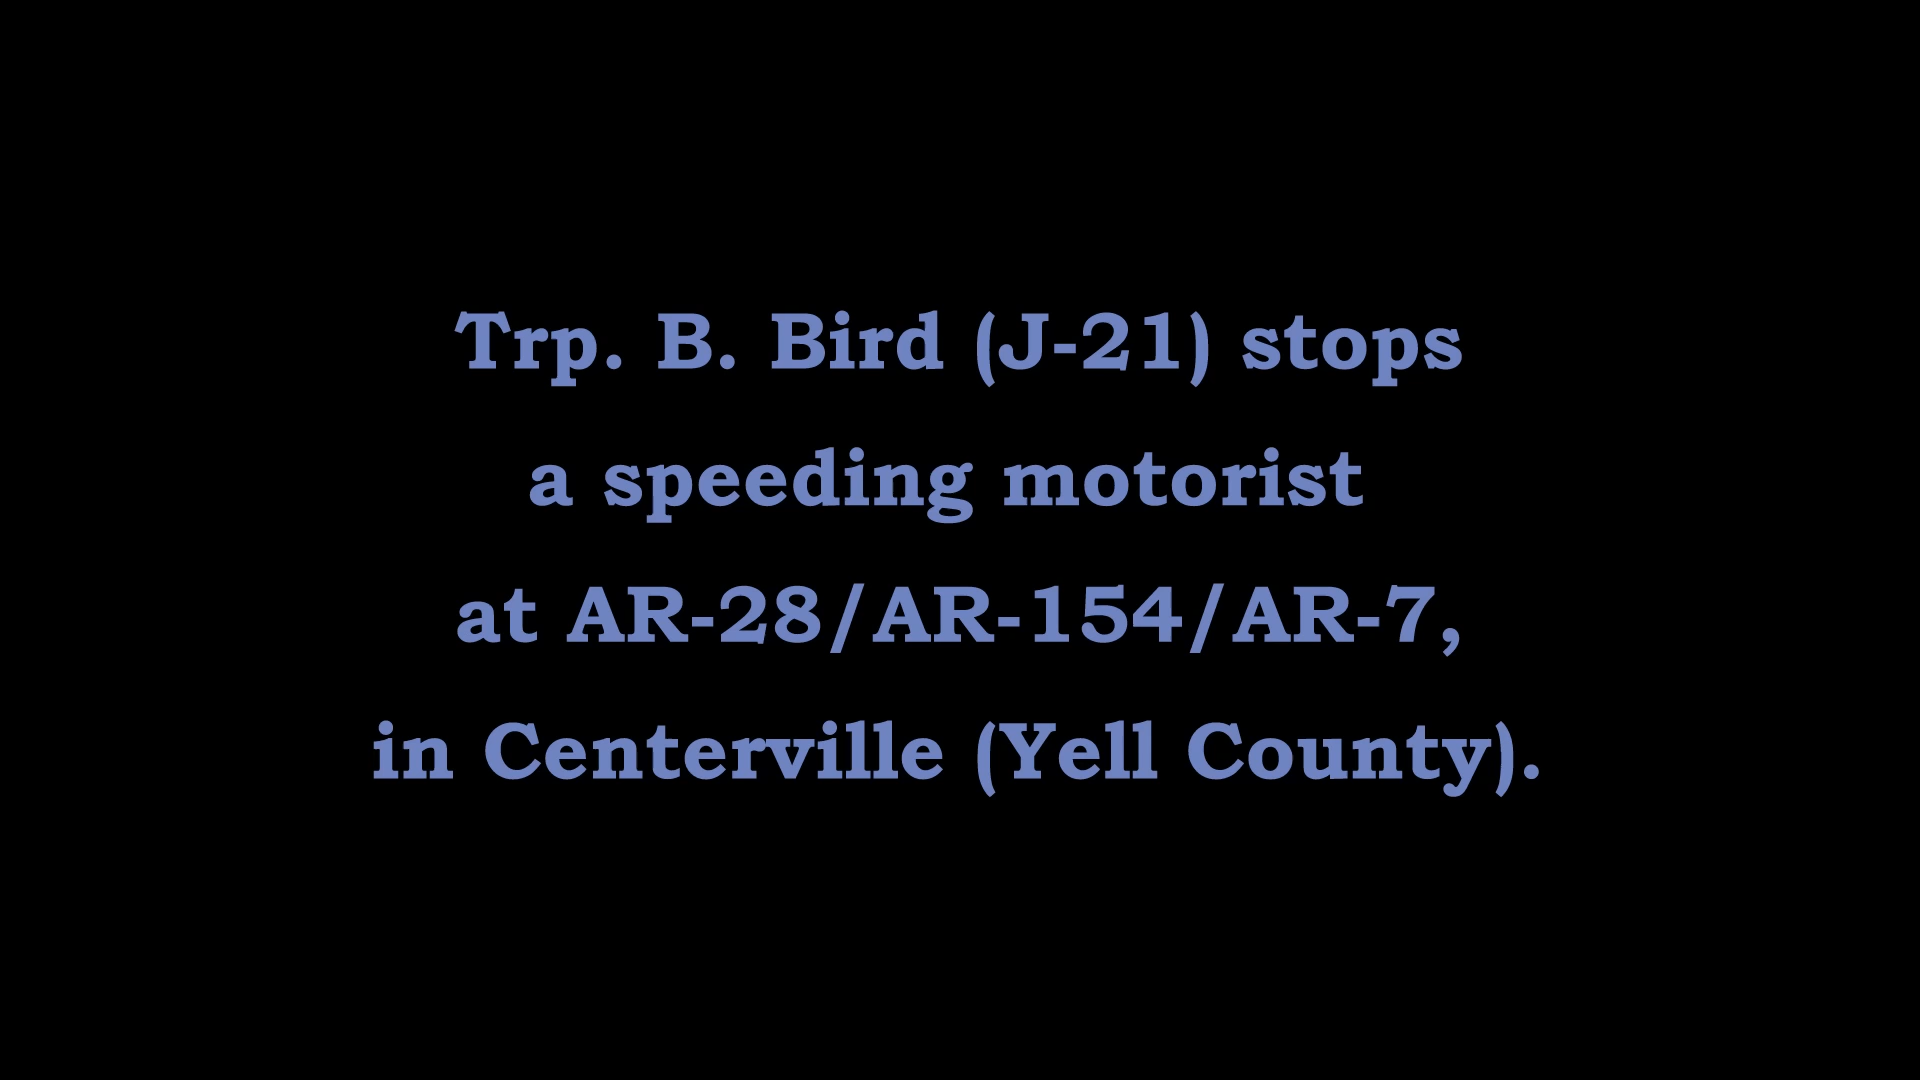 Trp. B. Bird (J-21) stops
a speeding motorist
at AR-28/AR-154/AR-7,
in Centerville (Yell County).